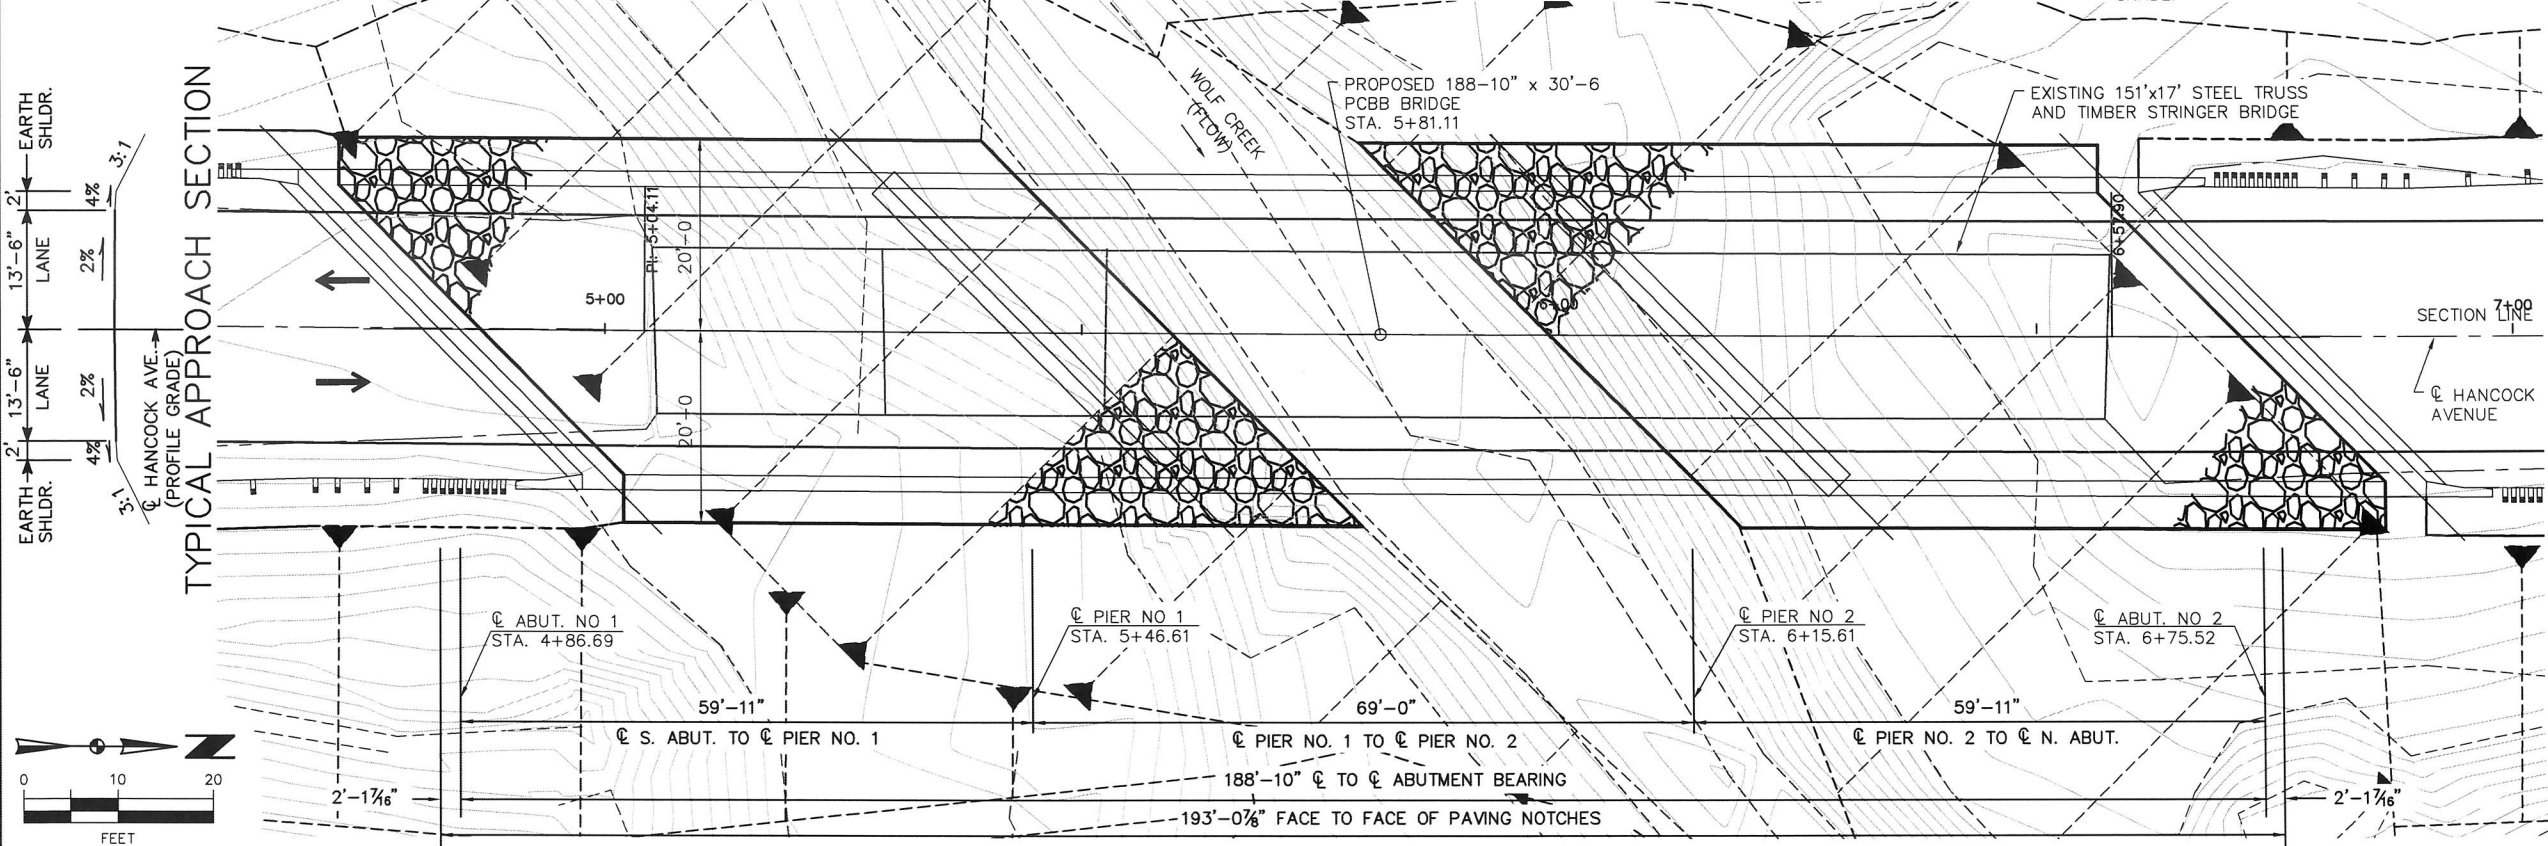 WOLF CREEK
(FLOW)
PROPOSED 188-10" x 30'-6
PCBB BRIDGE
STA. 5+81.11
EXISTING 151'x17' STEEL TRUSS
AND TIMBER STRINGER BRIDGE
EARTH
SHLDR.
2'
13'-6"
LANE
13'-6"
LANE
2'
EARTH
SHLDR.
3:1
4%
2%
2%
4%
3:1
℄ HANCOCK AVE.
(PROFILE GRADE)
TYPICAL APPROACH SECTION
PI: 5+04.11
20'-0
20'-0
5+00
6+57.90
7+00
SECTION LINE
℄ HANCOCK
AVENUE
℄ ABUT. NO 1
STA. 4+86.69
℄ PIER NO 1
STA. 5+46.61
℄ PIER NO 2
STA. 6+15.61
℄ ABUT. NO 2
STA. 6+75.52
59'-11"
69'-0"
59'-11"
℄ S. ABUT. TO ℄ PIER NO. 1
℄ PIER NO. 1 TO ℄ PIER NO. 2
℄ PIER NO. 2 TO ℄ N. ABUT.
188'-10" ℄ TO ℄ ABUTMENT BEARING
2'-1 7/16"
2'-1 7/16"
193'-0 7/8" FACE TO FACE OF PAVING NOTCHES
N
0 10 20
FEET